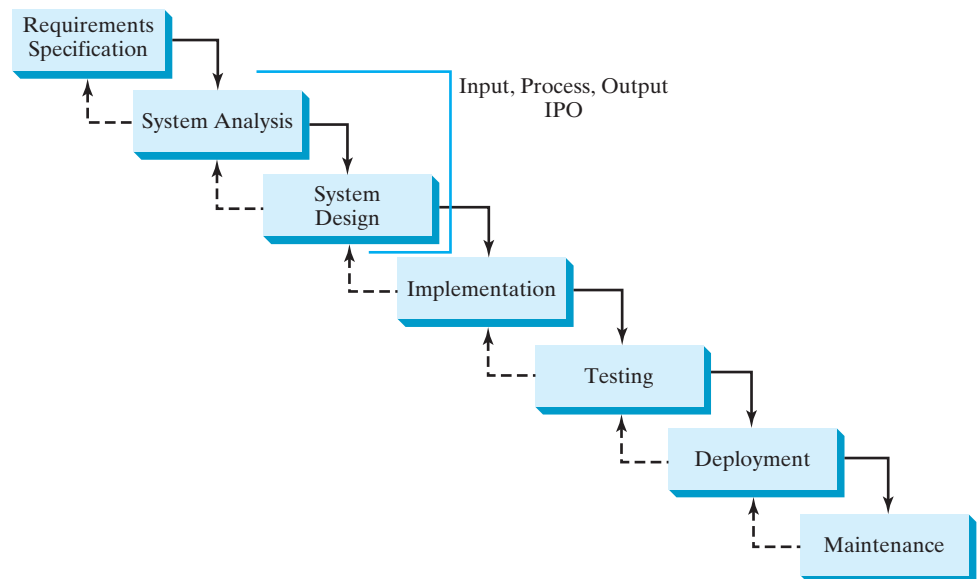 Requirements
Specification
Input, Process, Output
IPO
System Analysis
System
Design
Implementation
Testing
Deployment
Maintenance